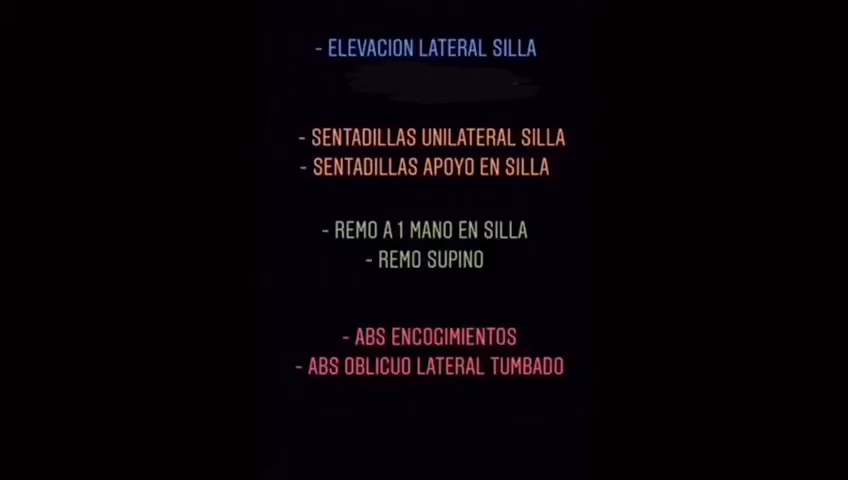 - ELEVACION LATERAL SILLA
- SENTADILLAS UNILATERAL SILLA
- SENTADILLAS APOYO EN SILLA
- REMO A 1 MANO EN SILLA
- REMO SUPINO
- ABS ENCOGIMIENTOS
- ABS OBLICUO LATERAL TUMBADO